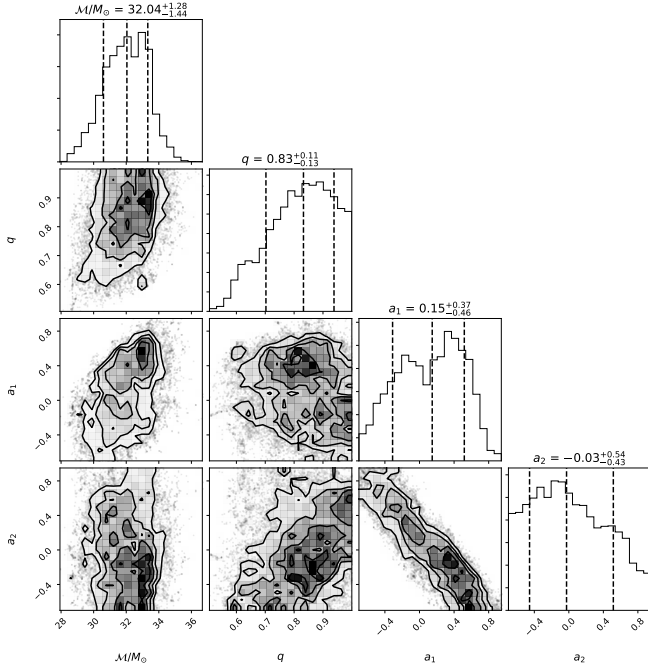 ℳ/M⊙ = 32.04+1.28−1.44
q = 0.83+0.11−0.13
0.9
0.8
0.7
0.6
q
a1 = 0.15+0.37−0.46
0.8
0.4
0.0
−0.4
a1
a2 = −0.03+0.54−0.43
0.8
0.4
0.0
−0.4
a2
28 30 32 34 36
0.6 0.7 0.8 0.9
−0.4 0.0 0.4 0.8
−0.4 0.0 0.4 0.8
ℳ/M⊙ q a1 a2